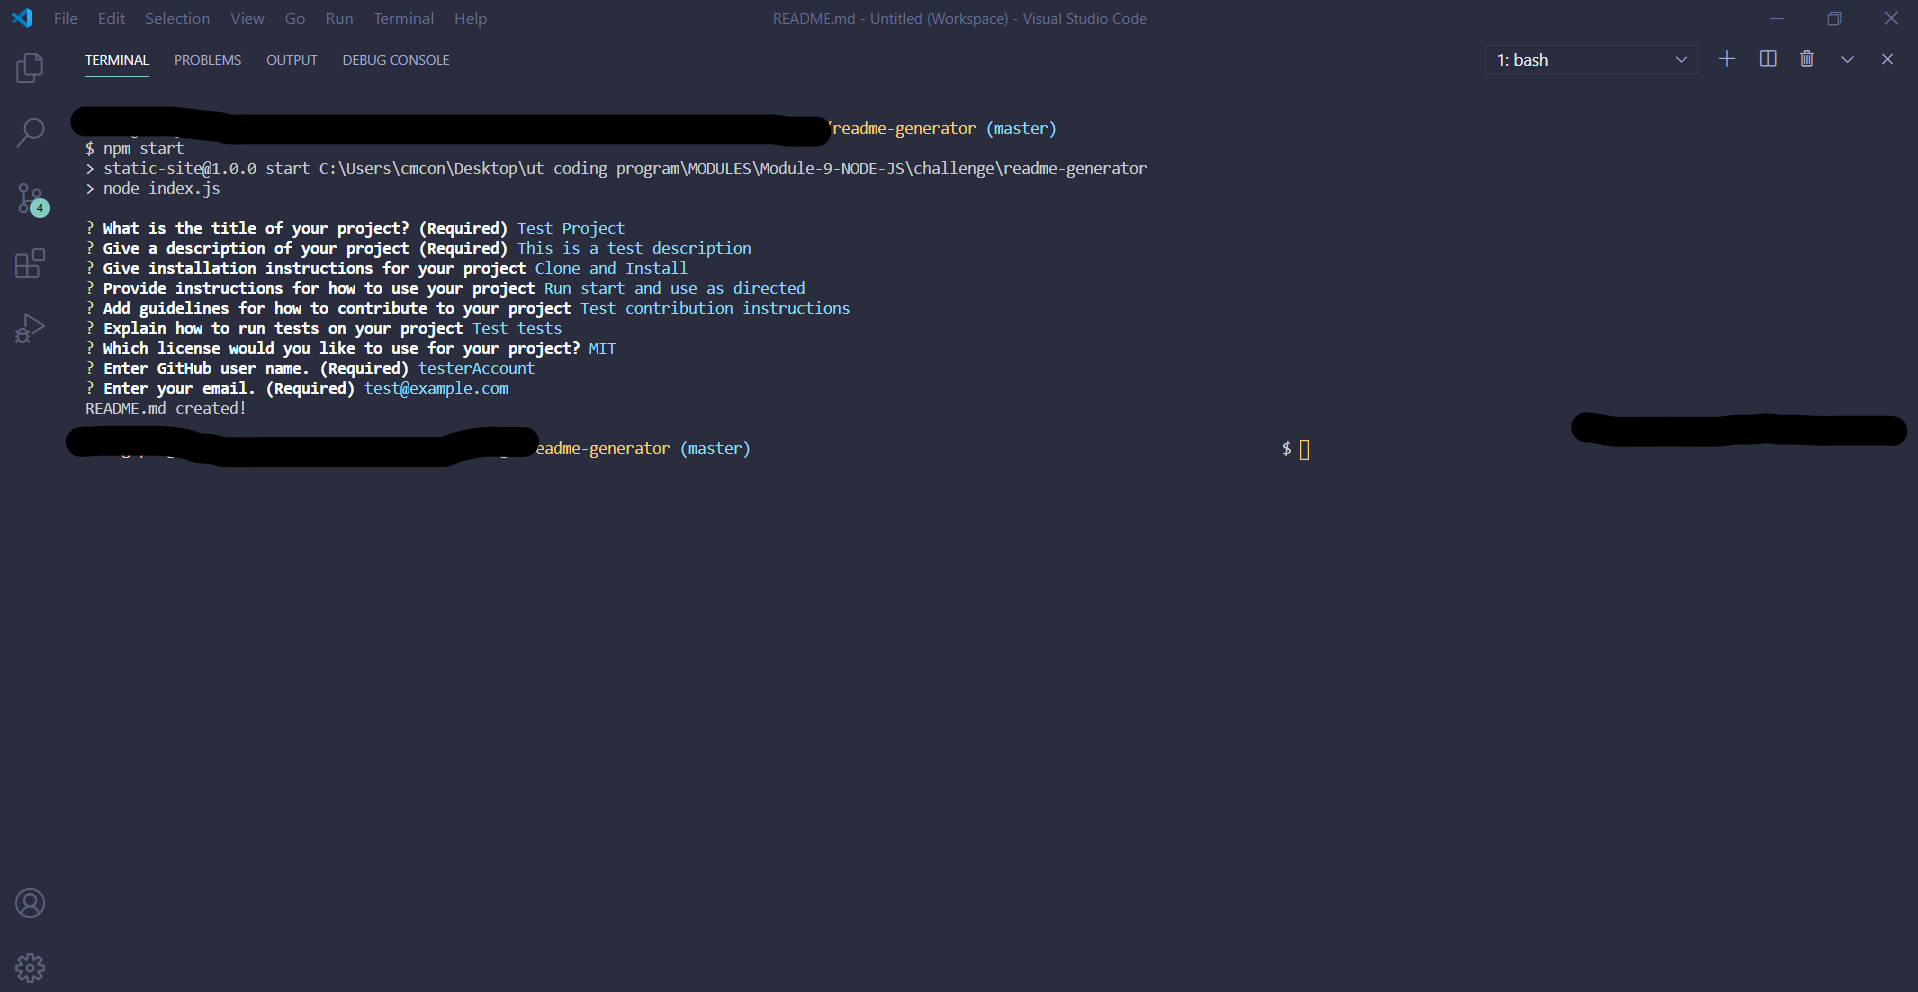 File Edit Selection View Go Run Terminal Help README.md - Untitled (Workspace) - Visual Studio Code
TERMINAL PROBLEMS OUTPUT DEBUG CONSOLE 1: bash
/readme-generator (master)
$ npm start
> static-site@1.0.0 start C:\Users\cmcon\Desktop\ut coding program\MODULES\Module-9-NODE-JS\challenge\readme-generator
> node index.js
4
? What is the title of your project? (Required) Test Project
? Give a description of your project (Required) This is a test description
? Give installation instructions for your project Clone and Install
? Provide instructions for how to use your project Run start and use as directed
? Add guidelines for how to contribute to your project Test contribution instructions
? Explain how to run tests on your project Test tests
? Which license would you like to use for your project? MIT
? Enter GitHub user name. (Required) testerAccount
? Enter your email. (Required) test@example.com
README.md created!
eadme-generator (master) $